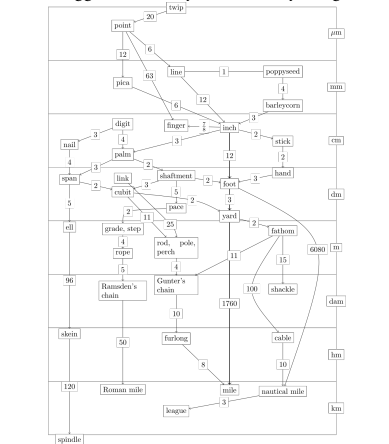 twip
20
point
μm
12
6
63
line
1
poppyseed
pica
mm
4
12
barleycorn
6
3
digit
finger
inch
3
4
2
stick
nail
3
cm
palm
12
2
4
3
2
hand
span
link
shaftment
2
foot
3
2
3
cubit
5
dm
2
3
pace
5
2
11
25
yard
2
ell
grade, step
fathom
rod, pole,
perch
4
6080
m
rope
11
15
5
4
96
Ramsden's
chain
Gunter's
chain
100
shackle
1760
dam
10
skein
50
furlong
cable
hm
8
10
120
Roman mile
mile
nautical mile
3
league
km
spindle